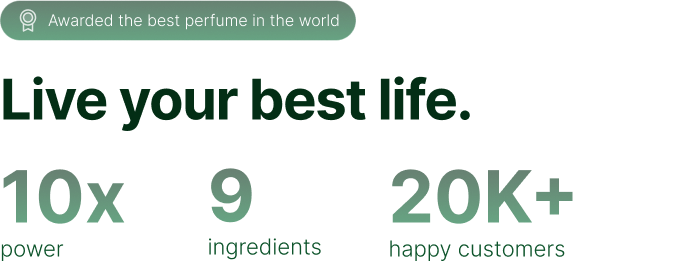 Awarded the best perfume in the world
Live your best life.
10x
power
9
ingredients
20K+
happy customers